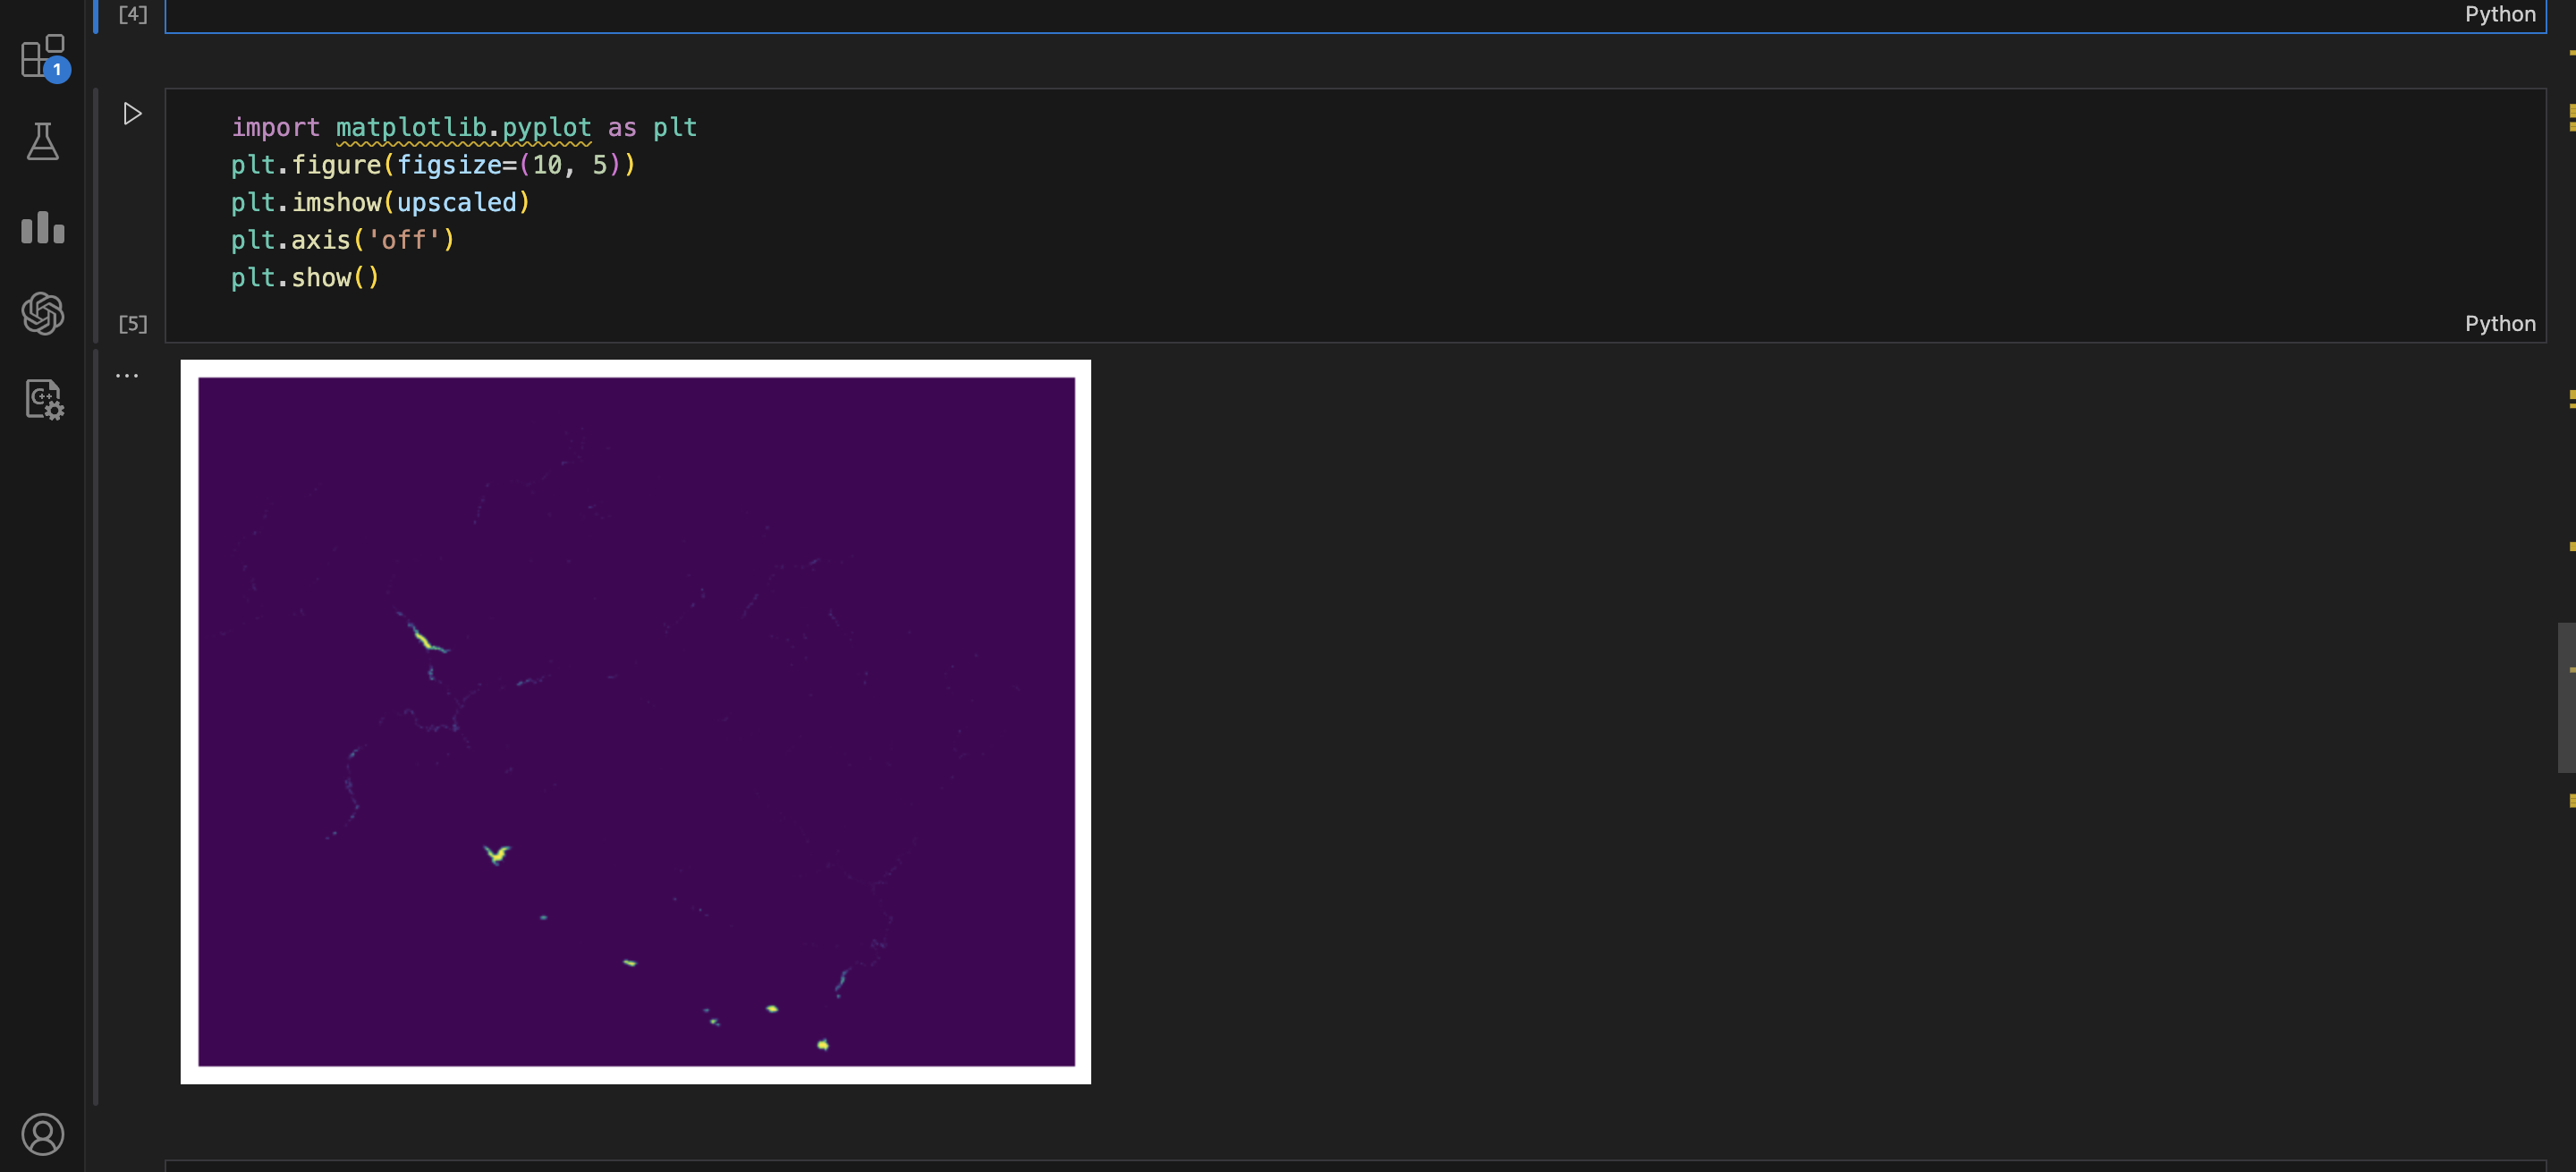 [4]
Python
1
import matplotlib.pyplot as plt
plt.figure(figsize=(10, 5))
plt.imshow(upscaled)
plt.axis('off')
plt.show()
[5]
Python
...
C++